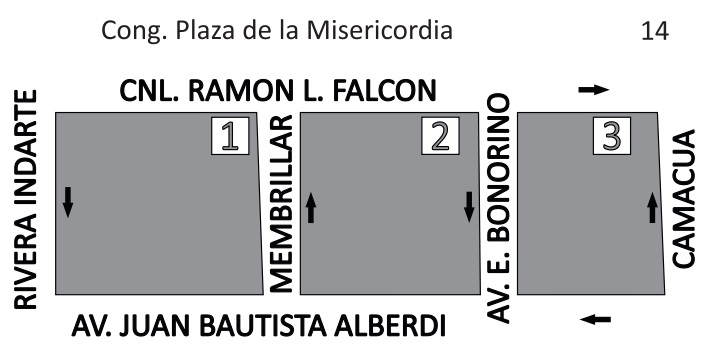 Cong. Plaza de la Misericordia 14
CNL. RAMON L. FALCON
RIVERA INDARTE
1
MEMBRILLAR
2
AV. E. BONORINO
3
CAMACUA
AV. JUAN BAUTISTA ALBERDI